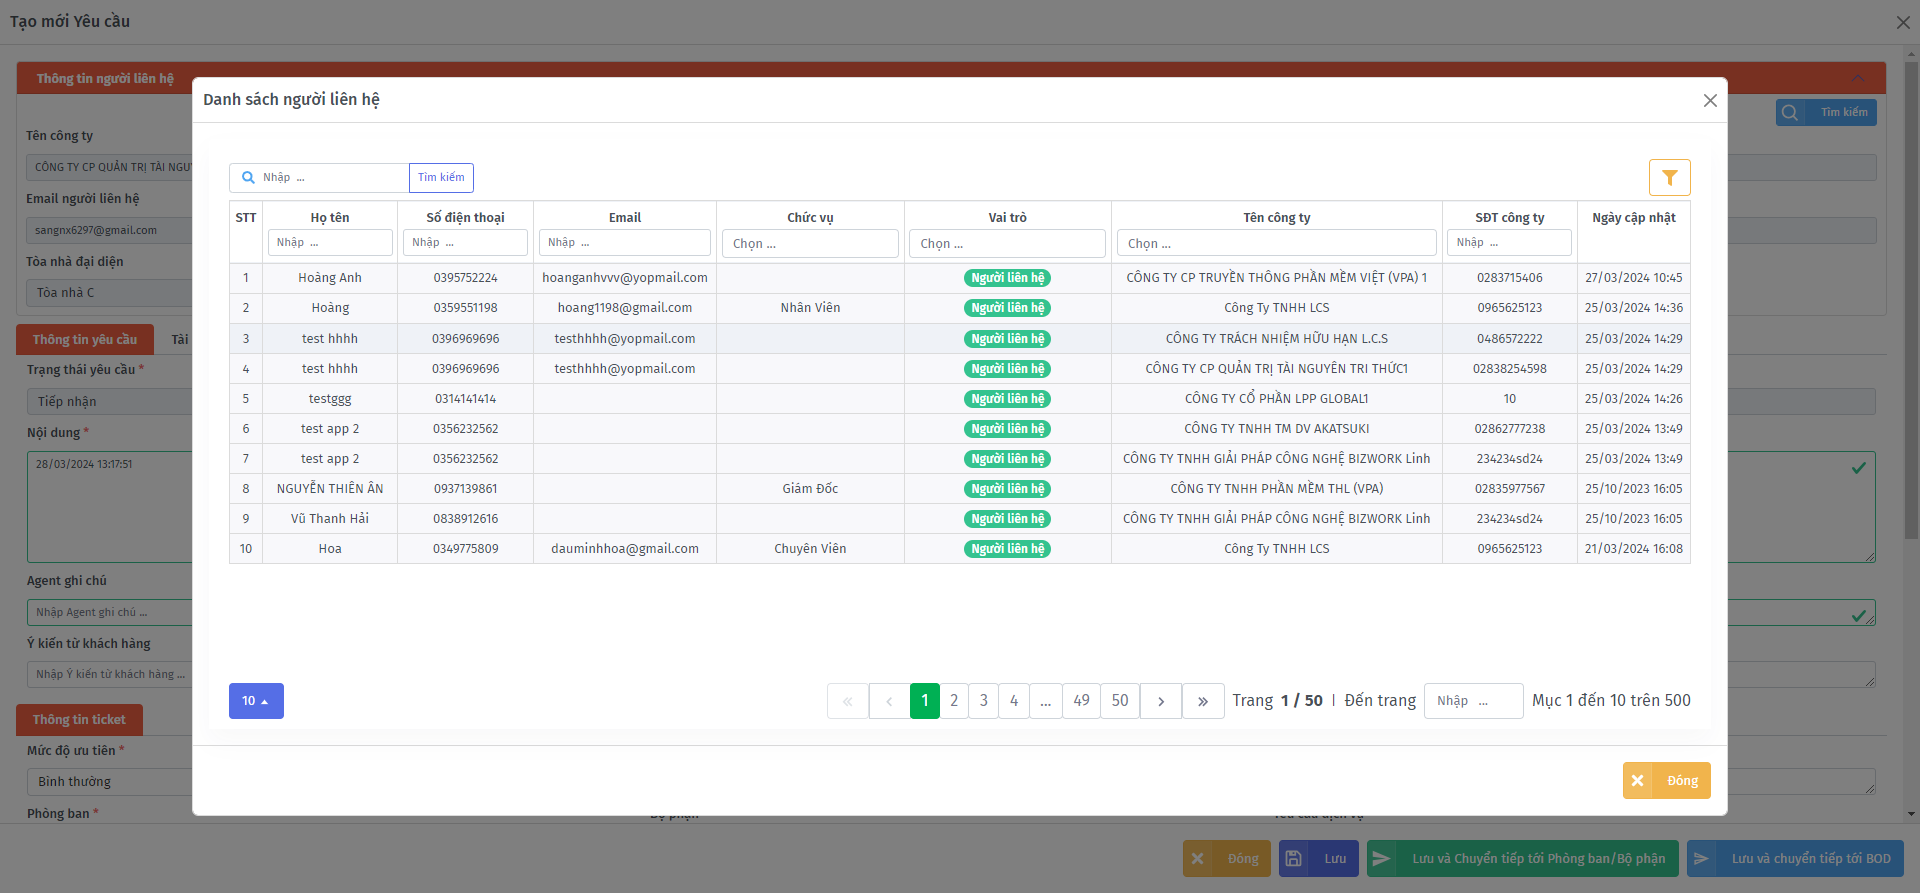 Tạo mới Yêu cầu
Thông tin người liên hệ
Tìm kiếm
Tên công ty
CÔNG TY CP QUẢN TRỊ TÀI NGU
Email người liên hệ
sangnx6297@gmail.com
Tòa nhà đại diện
Tòa nhà C
Thông tin yêu cầu Tài
Trạng thái yêu cầu *
Tiếp nhận
Nội dung *
28/03/2024 13:17:51
Agent ghi chú
Nhập Agent ghi chú ...
Ý kiến từ khách hàng
Nhập Ý kiến từ khách hàng ...
Thông tin ticket
Mức độ ưu tiên *
Bình thường
Phòng ban * Bộ phận Yêu cầu dịch vụ
Danh sách người liên hệ
Nhập ... Tìm kiếm
STT Họ tên Số điện thoại Email Chức vụ Vai trò Tên công ty SĐT công ty Ngày cập nhật
Nhập ... Nhập ... Nhập ... Chọn ... Chọn ... Chọn ... Nhập ...
1 Hoàng Anh 0395752224 hoanganhvvvv@yopmail.com Người liên hệ CÔNG TY CP TRUYỀN THÔNG PHẦN MỀM VIỆT (VPA) 1 0283715406 27/03/2024 10:45
2 Hoàng 0359551198 hoang1198@gmail.com Nhân Viên Người liên hệ Công Ty TNHH LCS 0965625123 25/03/2024 14:36
3 test hhhh 0396969696 testhhhh@yopmail.com Người liên hệ CÔNG TY TRÁCH NHIỆM HỮU HẠN L.C.S 0486572222 25/03/2024 14:29
4 test hhhh 0396969696 testhhhh@yopmail.com Người liên hệ CÔNG TY CP QUẢN TRỊ TÀI NGUYÊN TRI THỨC1 02838254598 25/03/2024 14:29
5 testggg 0314141414 Người liên hệ CÔNG TY CỔ PHẦN LPP GLOBAL1 10 25/03/2024 14:26
6 test app 2 0356232562 Người liên hệ CÔNG TY TNHH TM DV AKATSUKI 02862777238 25/03/2024 13:49
7 test app 2 0356232562 Người liên hệ CÔNG TY TNHH GIẢI PHÁP CÔNG NGHỆ BIZWORK Linh 234234sd24 25/03/2024 13:49
8 NGUYỄN THIÊN ÂN 0937139861 Giám Đốc Người liên hệ CÔNG TY TNHH PHẦN MỀM THL (VPA) 02835977567 25/10/2023 16:05
9 Vũ Thanh Hải 0838912616 Người liên hệ CÔNG TY TNHH GIẢI PHÁP CÔNG NGHỆ BIZWORK Linh 234234sd24 25/10/2023 16:05
10 Hoa 0349775809 dauminhhoa@gmail.com Chuyên Viên Người liên hệ Công Ty TNHH LCS 0965625123 21/03/2024 16:08
10 « ‹ 1 2 3 4 ... 49 50 › » Trang 1 / 50 | Đến trang Nhập ... Mục 1 đến 10 trên 500
Đóng
Đóng Lưu Lưu và Chuyển tiếp tới Phòng ban/Bộ phận Lưu và chuyển tiếp tới BOD